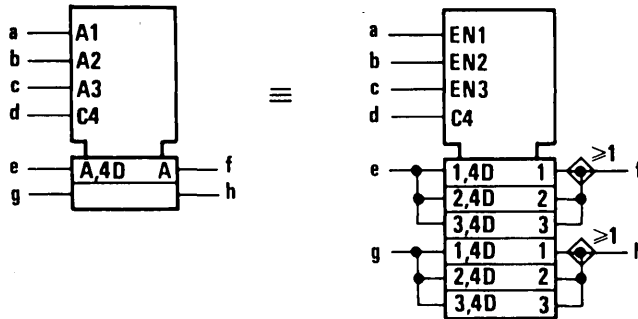 a A1
b A2
c A3
d C4
e A,4D A f
g h
≡
a EN1
b EN2
c EN3
d C4
e 1,4D 1 ≥1 f
2,4D 2
3,4D 3
g 1,4D 1 ≥1 h
2,4D 2
3,4D 3